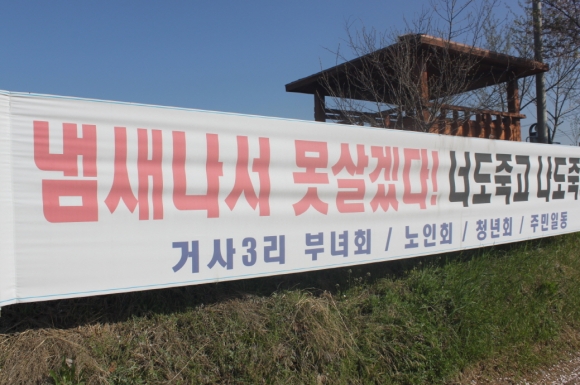 냄새나서 못살겠다! 너도죽고 나도죽
거사3리 부녀회 / 노인회 / 청년회 / 주민일동